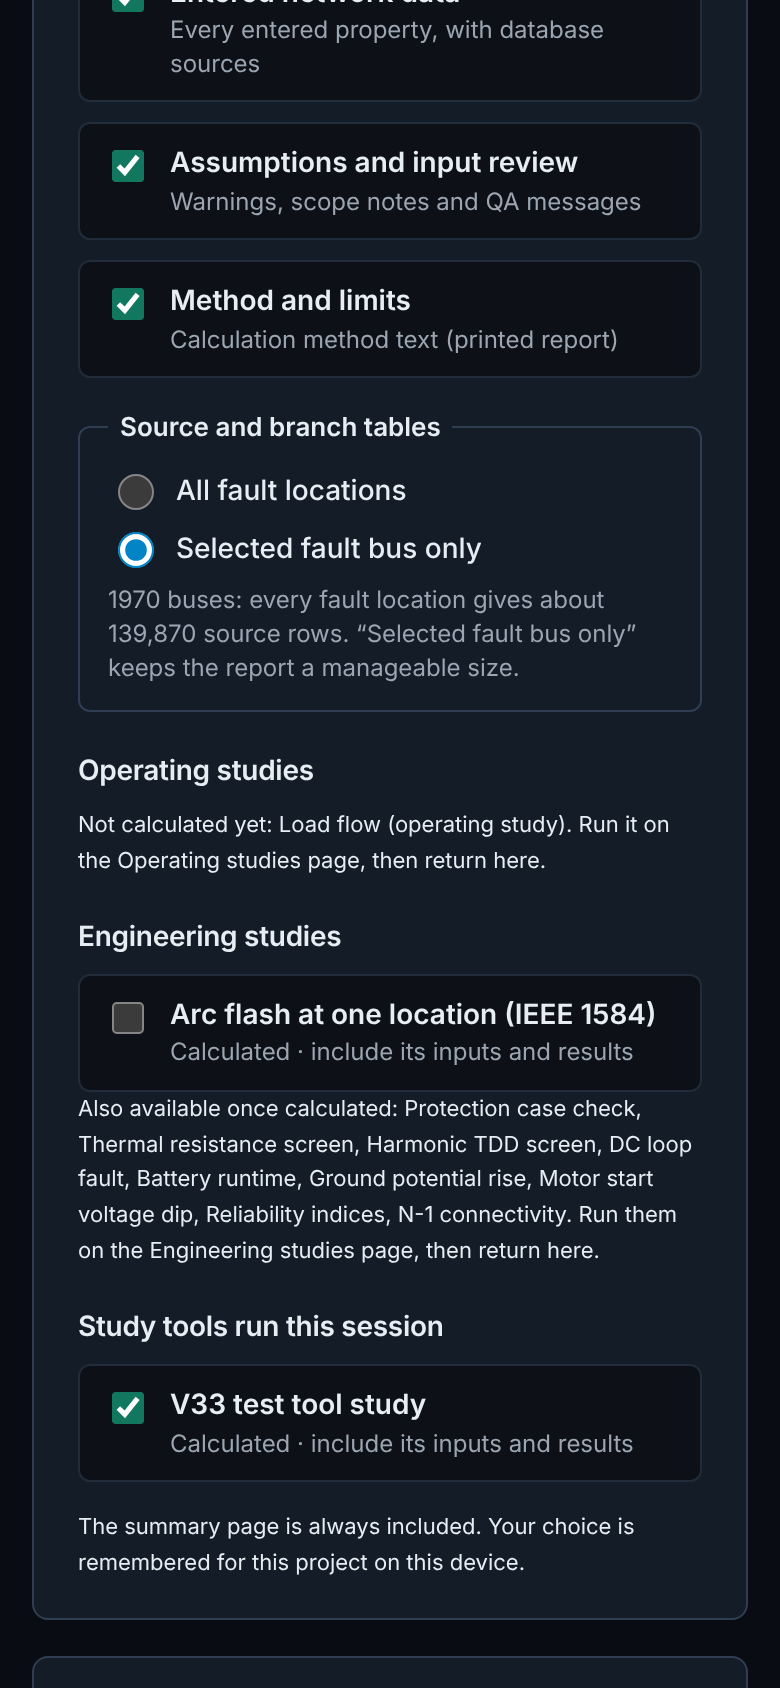 Entered network data
Every entered property, with database
sources
Assumptions and input review
Warnings, scope notes and QA messages
Method and limits
Calculation method text (printed report)
Source and branch tables
All fault locations
Selected fault bus only
1970 buses: every fault location gives about
139,870 source rows. “Selected fault bus only”
keeps the report a manageable size.
Operating studies
Not calculated yet: Load flow (operating study). Run it on
the Operating studies page, then return here.
Engineering studies
Arc flash at one location (IEEE 1584)
Calculated · include its inputs and results
Also available once calculated: Protection case check,
Thermal resistance screen, Harmonic TDD screen, DC loop
fault, Battery runtime, Ground potential rise, Motor start
voltage dip, Reliability indices, N-1 connectivity. Run them
on the Engineering studies page, then return here.
Study tools run this session
V33 test tool study
Calculated · include its inputs and results
The summary page is always included. Your choice is
remembered for this project on this device.